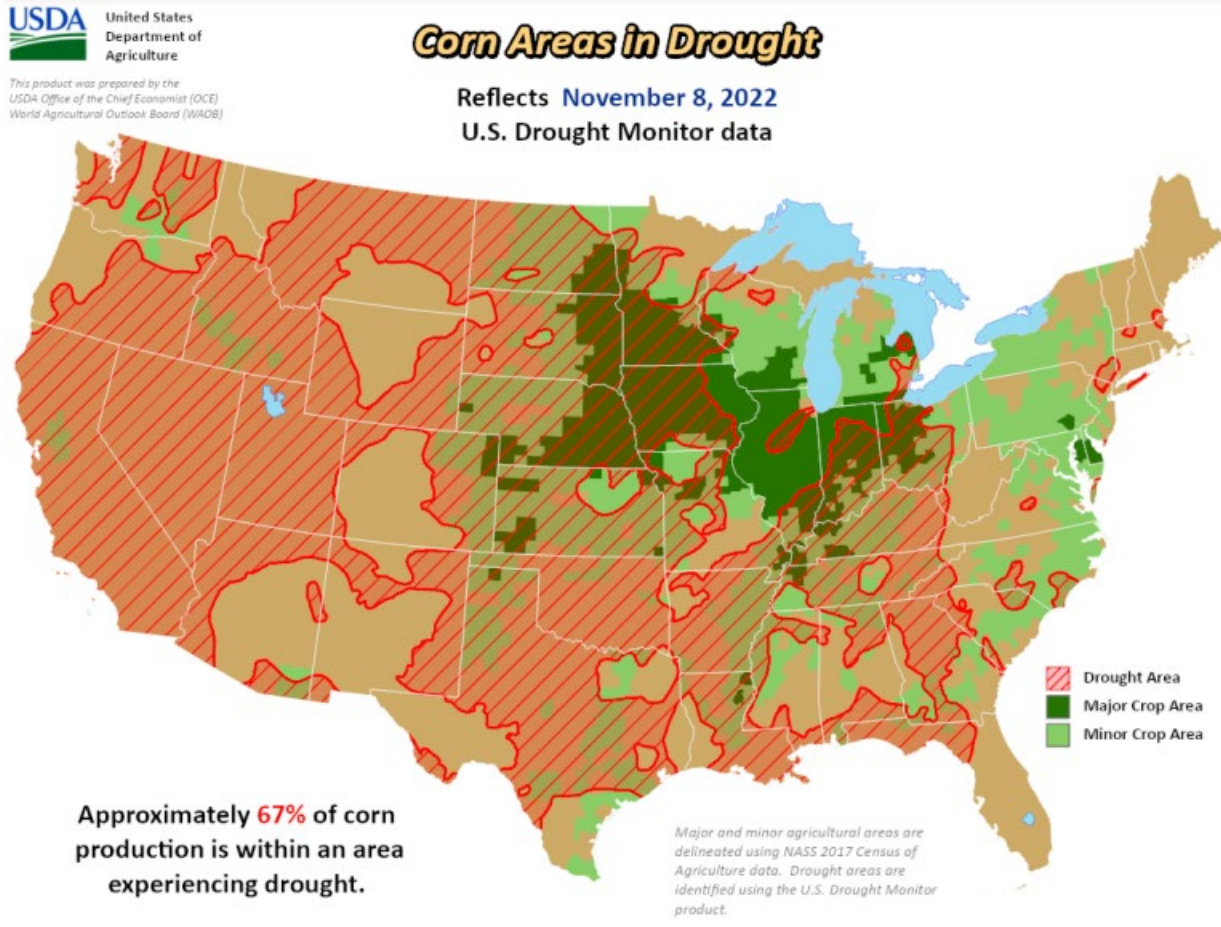 USDA
United States
Department of
Agriculture
This product was prepared by the
USDA Office of the Chief Economist (OCE)
World Agricultural Outlook Board (WAOB)
Corn Areas in Drought
Reflects November 8, 2022
U.S. Drought Monitor data
Drought Area
Major Crop Area
Minor Crop Area
Approximately 67% of corn
production is within an area
experiencing drought.
Major and minor agricultural areas are
delineated using NASS 2017 Census of
Agriculture data. Drought areas are
identified using the U.S. Drought Monitor
product.